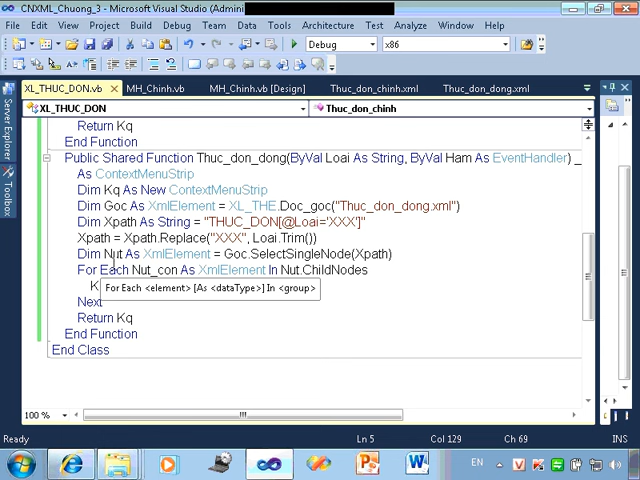 CNXML_Chuong_3 - Microsoft Visual Studio (Admini
File Edit View Project Build Debug Team Data Tools Architecture Test Analyze Window Help
Debug x86
XL_THUC_DON.vb MH_Chinh.vb MH_Chinh.vb [Design] Thuc_don_chinh.xml Thuc_don_dong.xml
XL_THUC_DON Thuc_don_chinh
Server Explorer
Toolbox
Return Kq
End Function
Public Shared Function Thuc_don_dong(ByVal Loai As String, ByVal Ham As EventHandler) _
As ContextMenuStrip
Dim Kq As New ContextMenuStrip
Dim Goc As XmlElement = XL_THE.Doc_goc("Thuc_don_dong.xml")
Dim Xpath As String = "THUC_DON[@Loai='XXX']"
Xpath = Xpath.Replace("XXX", Loai.Trim())
Dim Nut As XmlElement = Goc.SelectSingleNode(Xpath)
For Each Nut_con As XmlElement In Nut.ChildNodes
K For Each <element> [As <dataType>] In <group>
Next
Return Kq
End Function
End Class
100 %
Ready Ln 5 Col 129 Ch 69 INS
EN